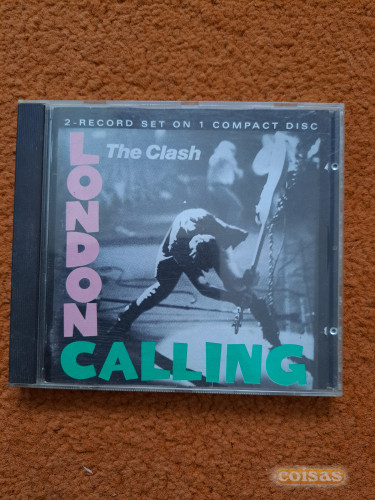 2-RECORD SET ON 1 COMPACT DISC
The Clash
LONDON
CALLING
coisas